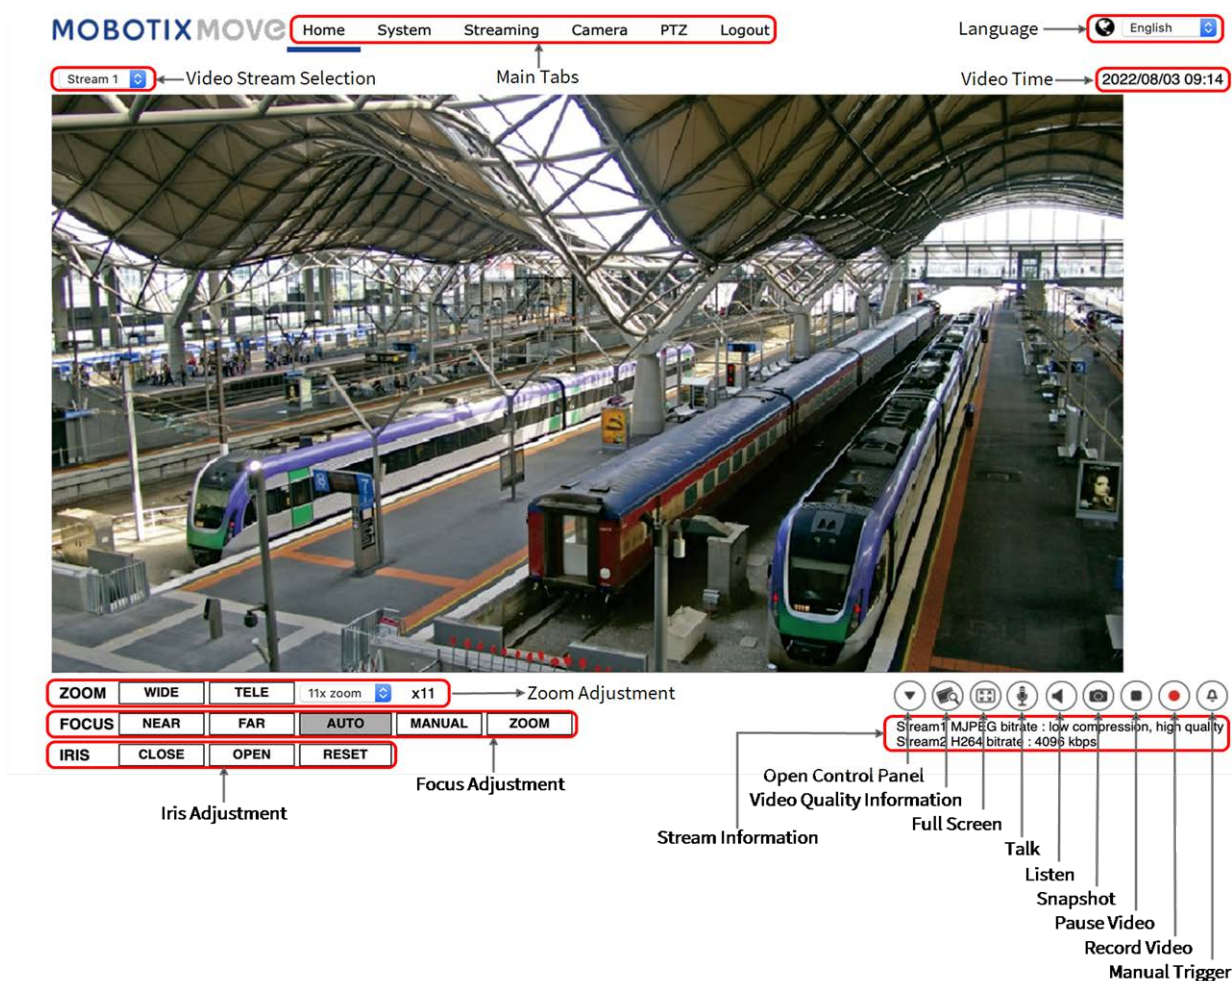 MOBOTIX MOVE Home System Streaming Camera PTZ Logout Language English
Stream 1 Video Stream Selection Main Tabs Video Time 2022/08/03 09:14
7
ZOOM WIDE TELE 11x zoom x11 Zoom Adjustment
FOCUS NEAR FAR AUTO MANUAL ZOOM
IRIS CLOSE OPEN RESET
Stream1 MJPEG bitrate : low compression, high quality
Stream2 H264 bitrate : 4096 kbps
Open Control Panel
Focus Adjustment
Video Quality Information
Iris Adjustment
Full Screen
Stream Information
Talk
Listen
Snapshot
Pause Video
Record Video
Manual Trigger